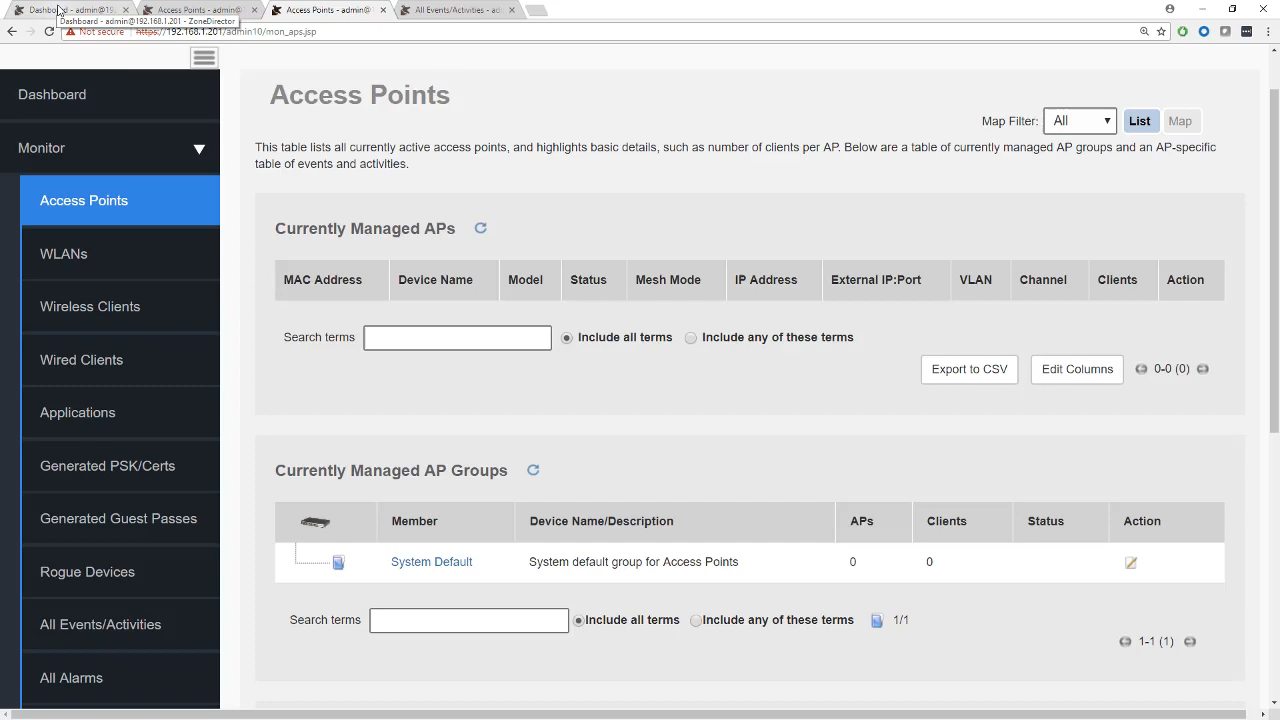 Dashboard - admin@19
Access Points - admin@
Access Points - admin@1
All Events/Activities - ad
Dashboard - admin@192.168.1.201 - ZoneDirector
Not secure https://192.168.1.201/admin10/mon_aps.jsp
Dashboard
Monitor
Access Points
WLANs
Wireless Clients
Wired Clients
Applications
Generated PSK/Certs
Generated Guest Passes
Rogue Devices
All Events/Activities
All Alarms
Access Points
Map Filter: All List Map
This table lists all currently active access points, and highlights basic details, such as number of clients per AP. Below are a table of currently managed AP groups and an AP-specific
table of events and activities.
Currently Managed APs
MAC Address Device Name Model Status Mesh Mode IP Address External IP:Port VLAN Channel Clients Action
Search terms Include all terms Include any of these terms
Export to CSV Edit Columns 0-0 (0)
Currently Managed AP Groups
Member Device Name/Description APs Clients Status Action
System Default System default group for Access Points 0 0
Search terms Include all terms Include any of these terms 1/1
1-1 (1)